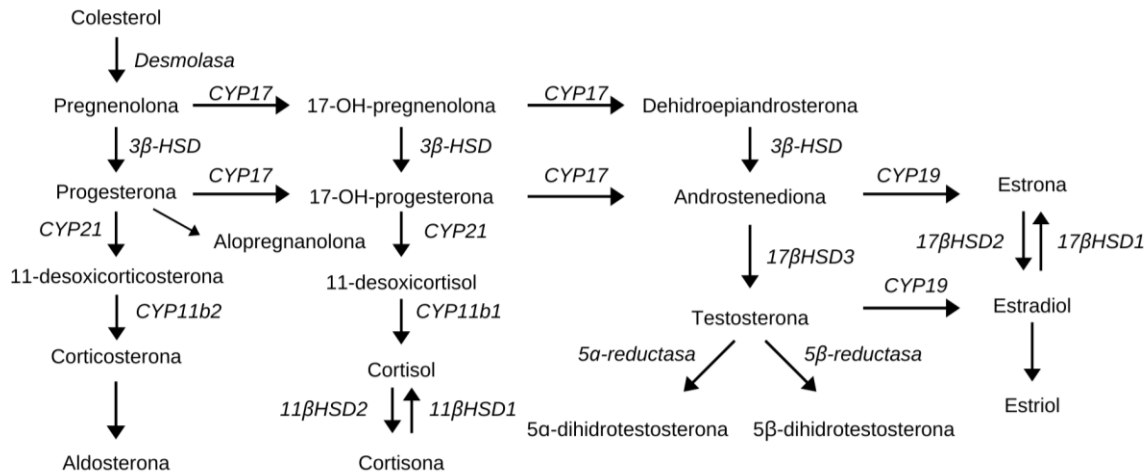 Colesterol
Desmolasa
Pregnenolona
CYP17
17-OH-pregnenolona
CYP17
Dehidroepiandrosterona
3β-HSD
3β-HSD
3β-HSD
Progesterona
CYP17
17-OH-progesterona
CYP17
Androstenediona
CYP19
Estrona
CYP21
Alopregnanolona
CYP21
17βHSD3
17βHSD2
17βHSD1
11-desoxicorticosterona
11-desoxicortisol
CYP19
CYP11b2
CYP11b1
Testosterona
Estradiol
Corticosterona
Cortisol
5α-reductasa
5β-reductasa
11βHSD2
11βHSD1
5α-dihidrotestosterona
5β-dihidrotestosterona
Estriol
Aldosterona
Cortisona